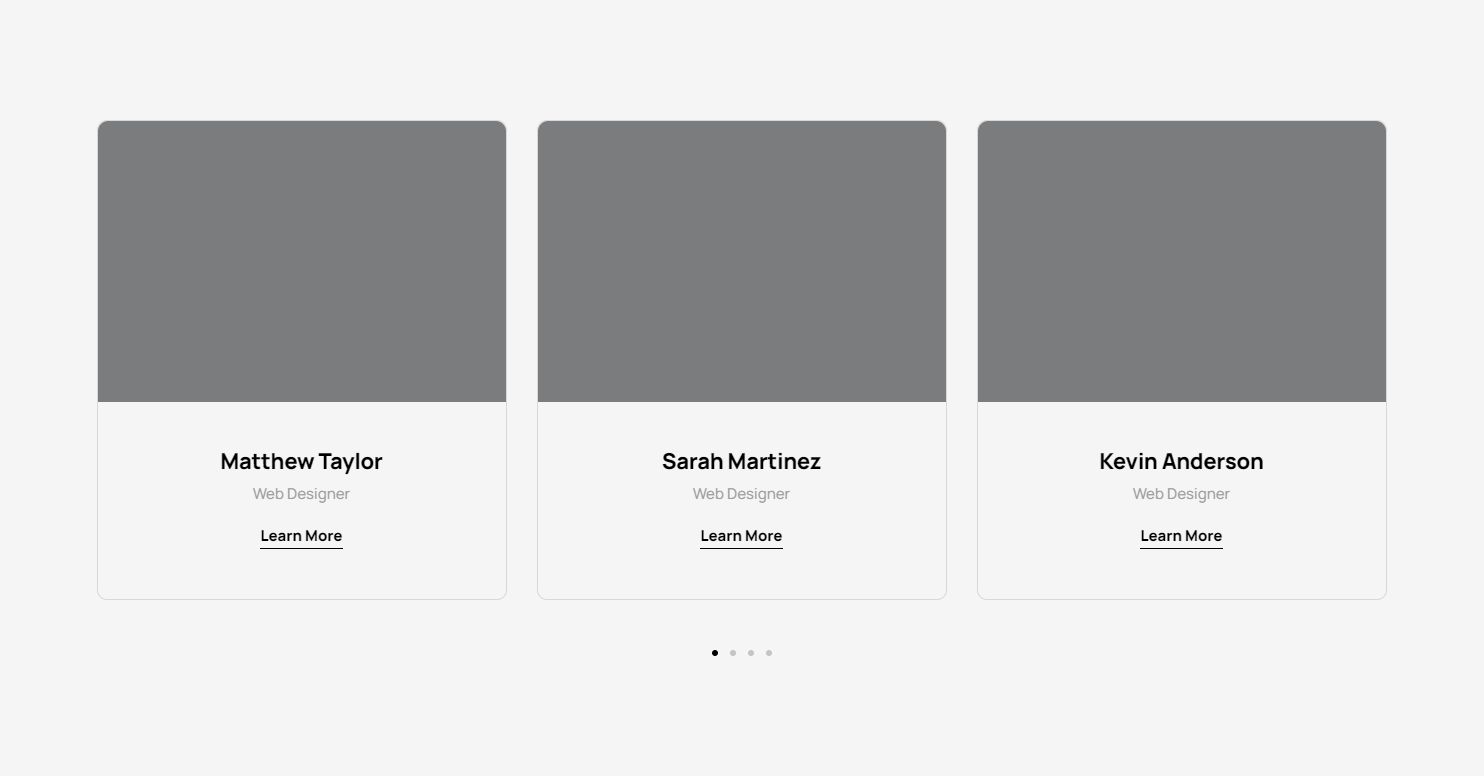 Matthew Taylor
Web Designer
Learn More
Sarah Martinez
Web Designer
Learn More
Kevin Anderson
Web Designer
Learn More